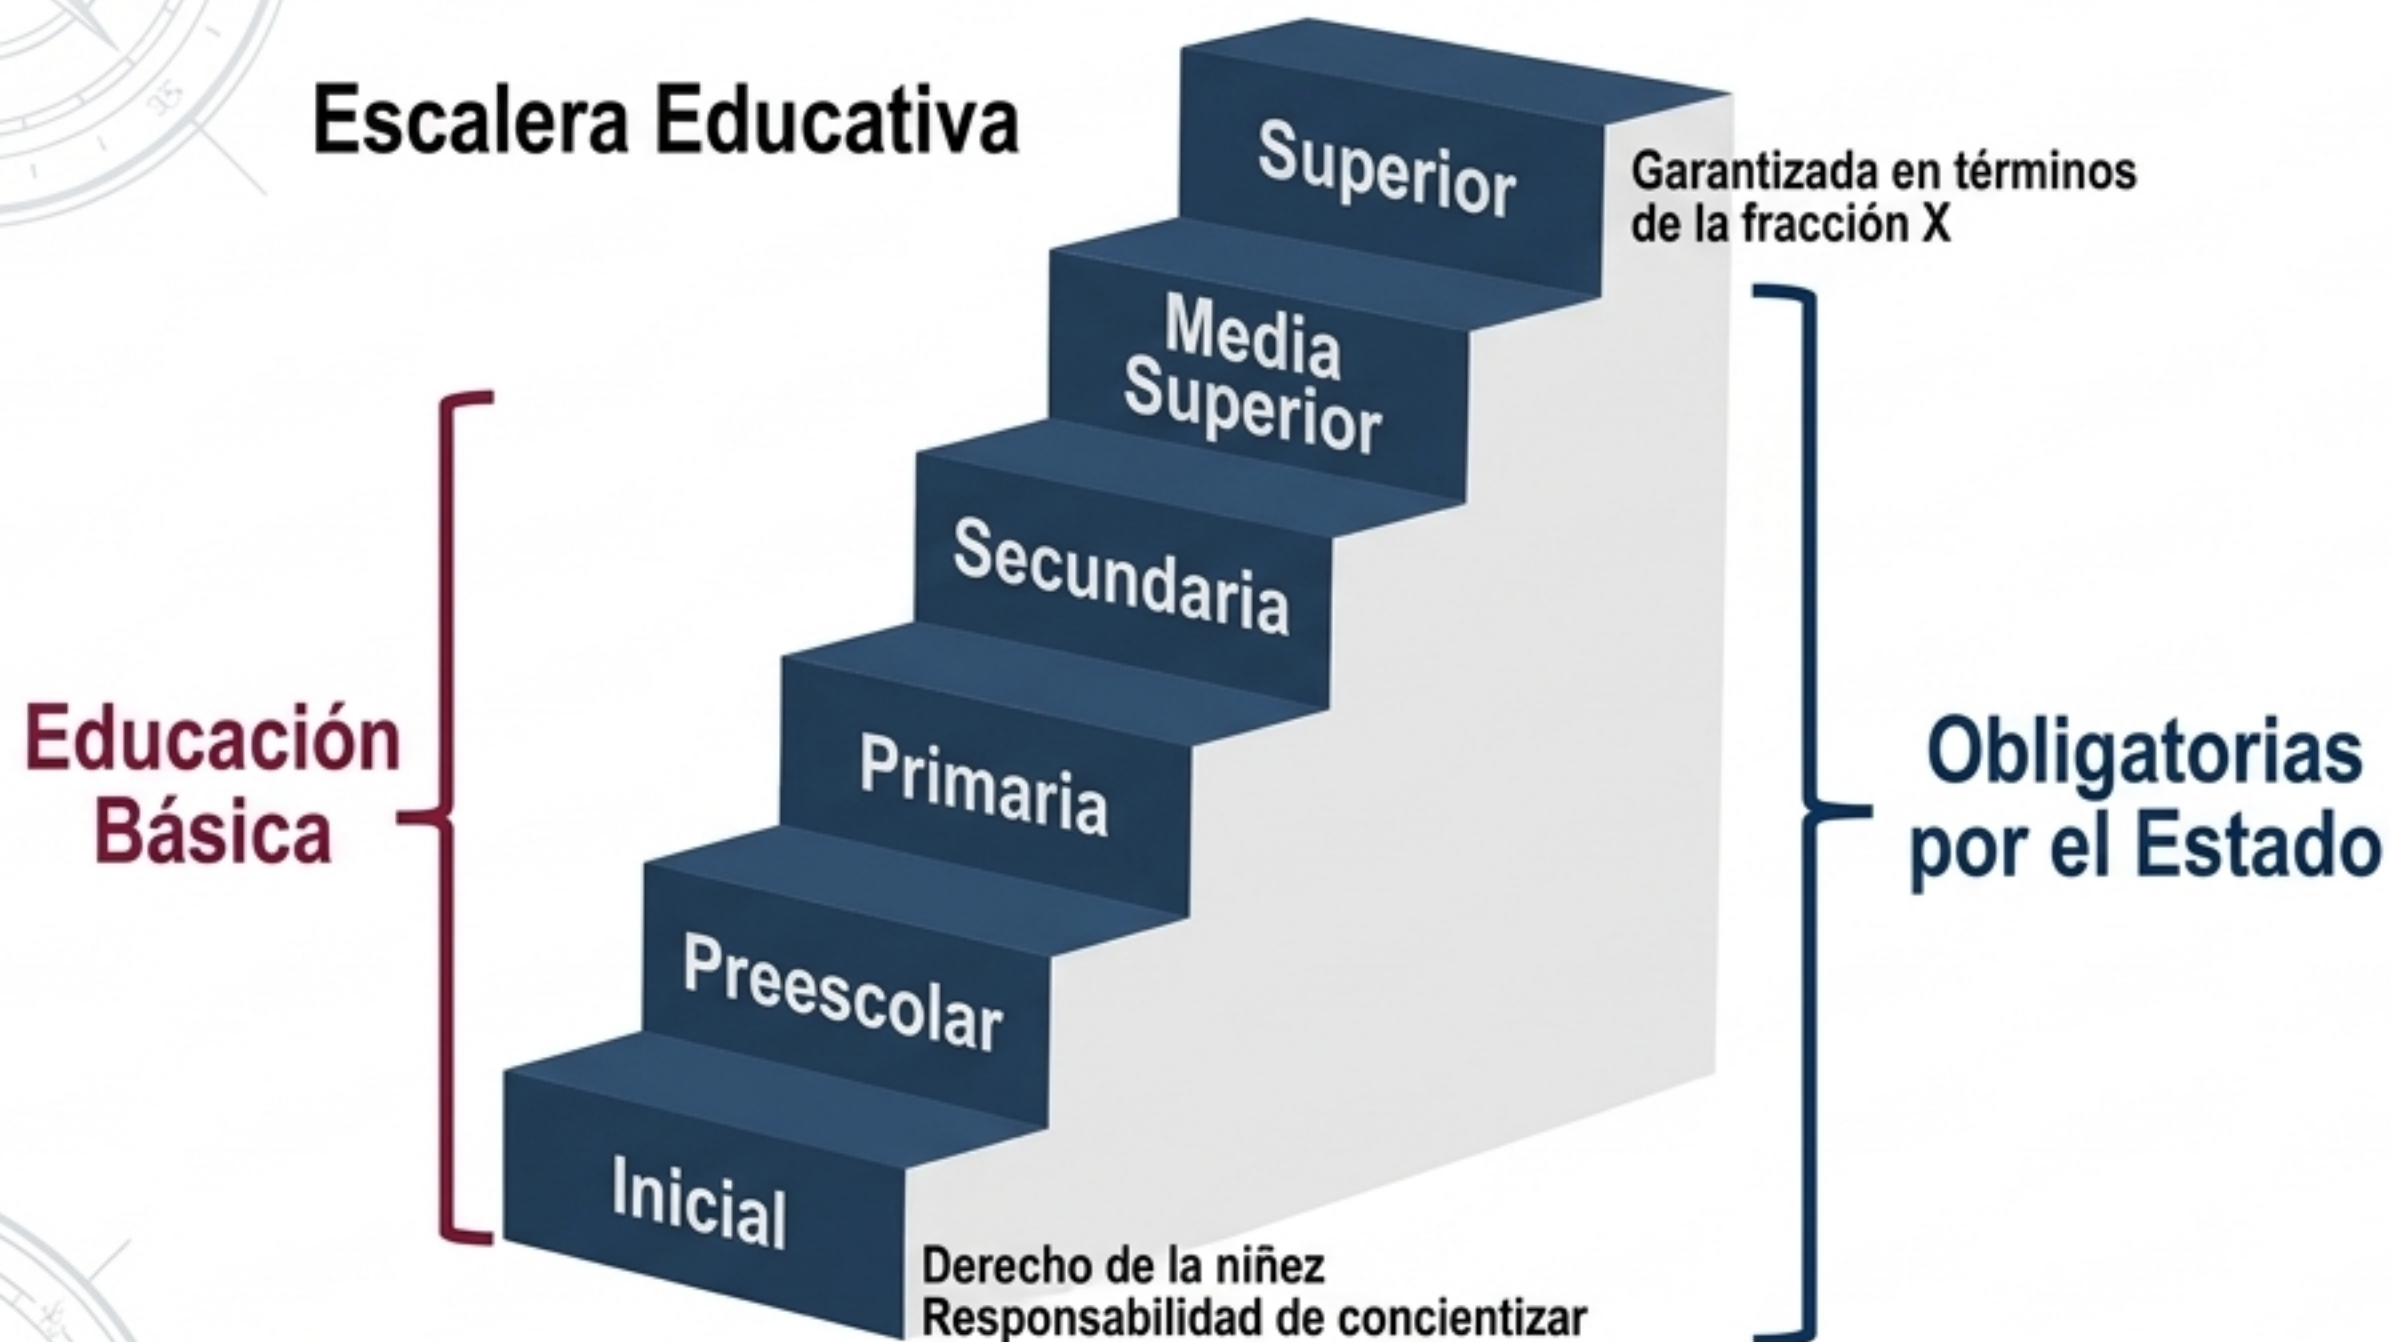 Escalera Educativa
Superior
Garantizada en términos
de la fracción X
Media
Superior
Secundaria
Primaria
Preescolar
Inicial
Derecho de la niñez
Responsabilidad de concientizar
Educación
Básica
Obligatorias
por el Estado